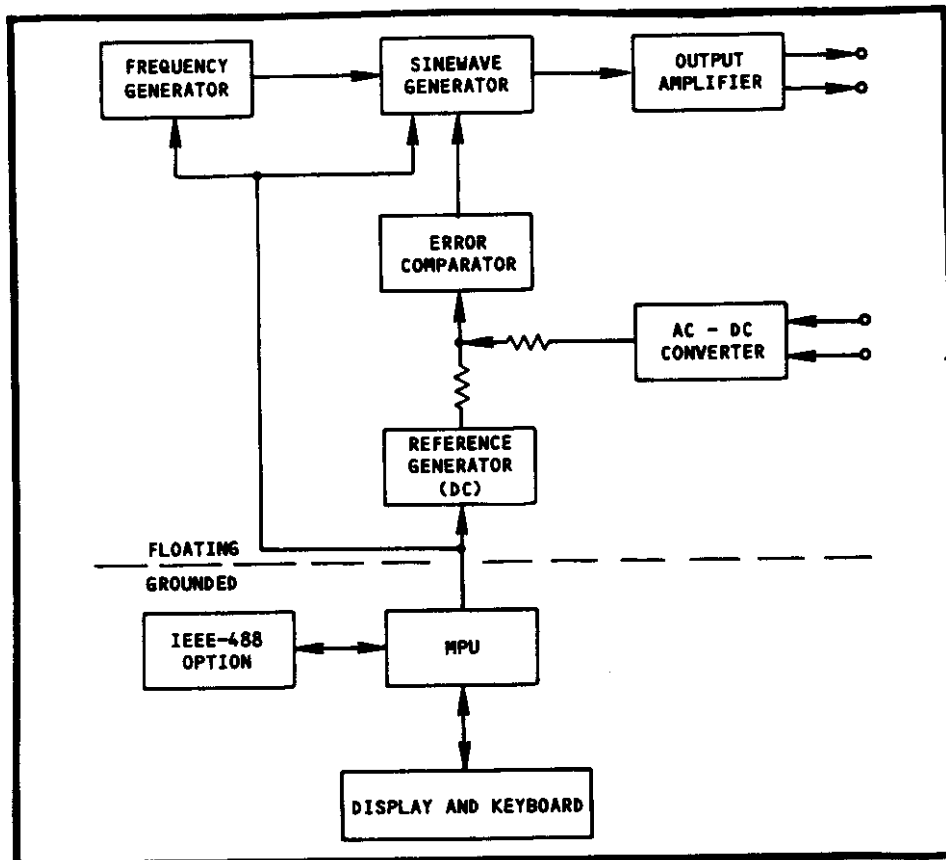 FREQUENCY
GENERATOR
SINEWAVE
GENERATOR
OUTPUT
AMPLIFIER
ERROR
COMPARATOR
AC - DC
CONVERTER
REFERENCE
GENERATOR
(DC)
FLOATING
GROUNDED
IEEE-488
OPTION
MPU
DISPLAY AND KEYBOARD